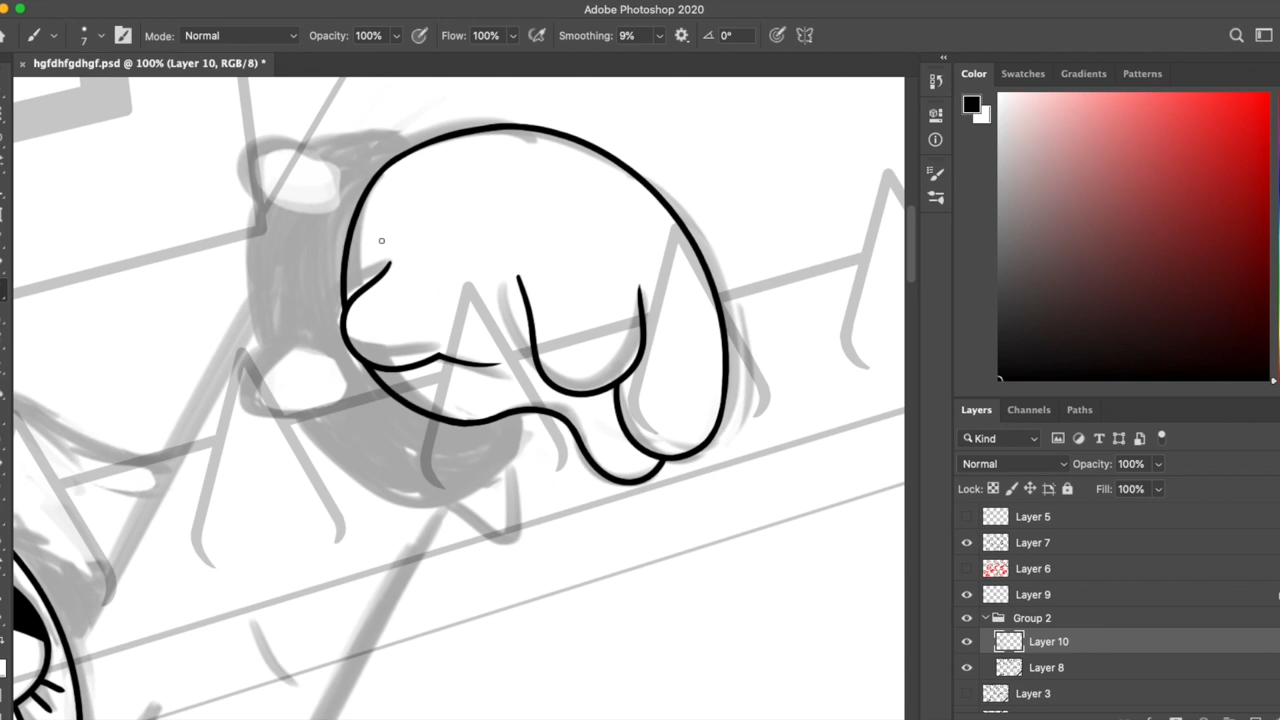 Adobe Photoshop 2020
7 Mode: Normal Opacity: 100% Flow: 100% Smoothing: 9% 0°
× hgfdhfgdhgf.psd @ 100% (Layer 10, RGB/8) *
Color Swatches Gradients Patterns
Layers Channels Paths
Kind
Normal Opacity: 100%
Lock: Fill: 100%
Layer 5
Layer 7
Layer 6
Layer 9
Group 2
Layer 10
Layer 8
Layer 3